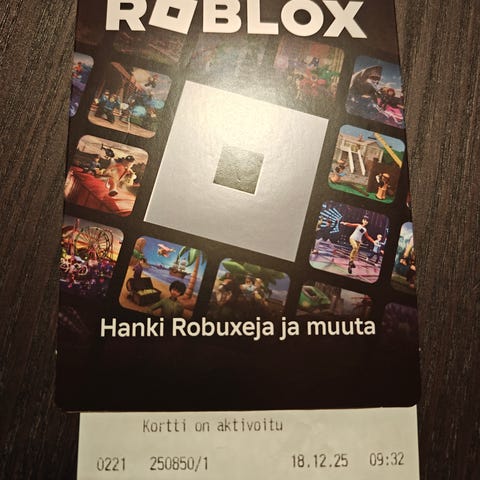 ROBLOX
Hanki Robuxeja ja muuta
Kortti on aktivoitu
0221 250850/1 18.12.25 09:32